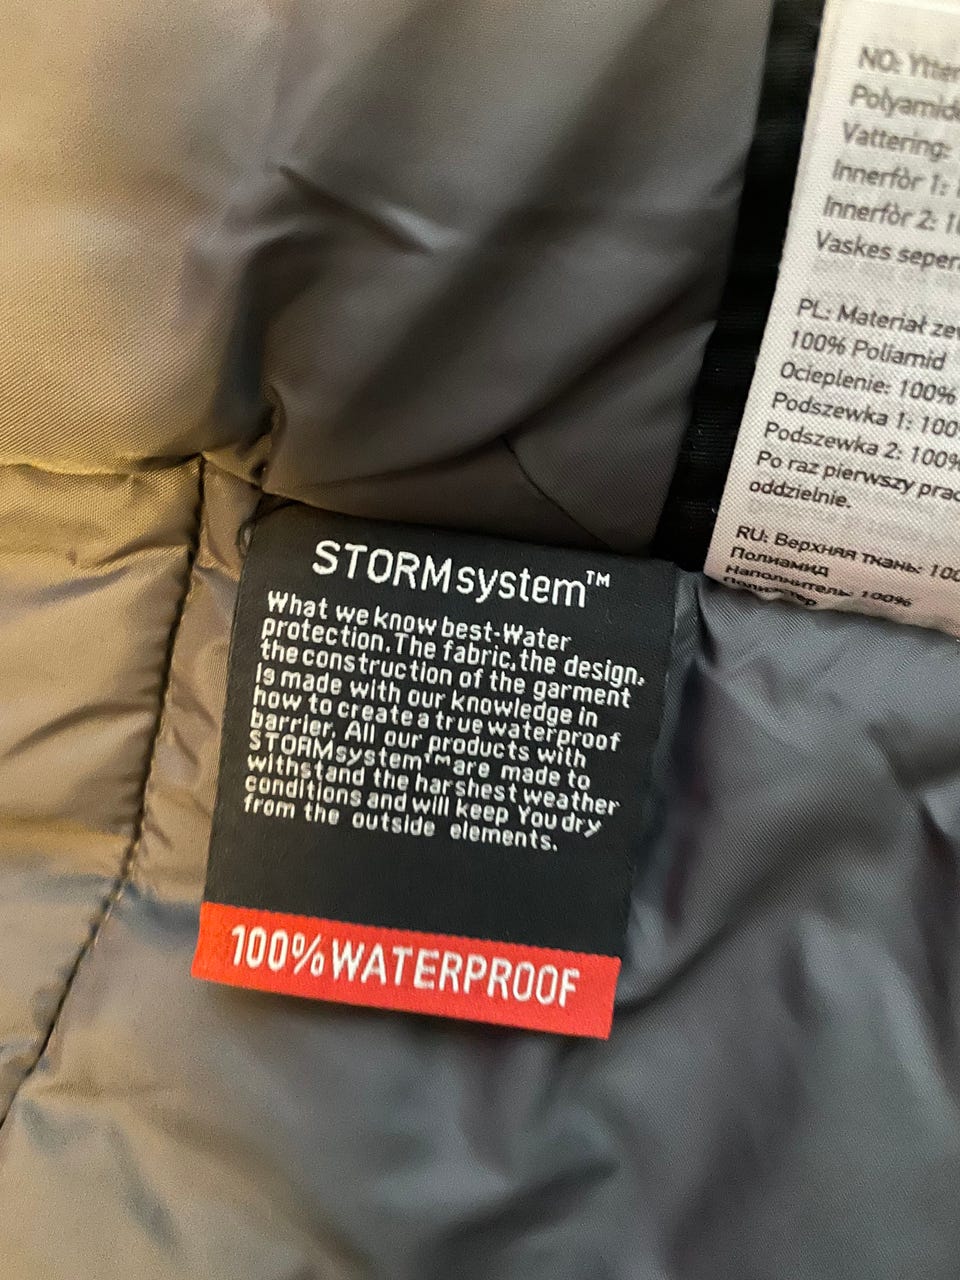 STORMsystem™
What we know best-Water
protection.The fabric,the design,
the construction of the garment
Is made with our knowledge in
how to create a true waterproof
barrier. All our products with
STORMsystem™are made to
withstand the harshest weather
conditions and will keep You dry
from the outside elements.
100% WATERPROOF
NO: Ytter
Polyamid
Vattering:
Innerfòr 1:
Innerfòr 2:
Vaskes seper
PL: Materiał zew
100% Poliamid
Ocieplenie: 100%
Podszewka 1: 100
Podszewka 2: 100%
Po raz pierwszy prac
oddzielnie.
RU: Верхняя ткань: 100
Полиамид
Наполнитель: 100%
Полиэстер